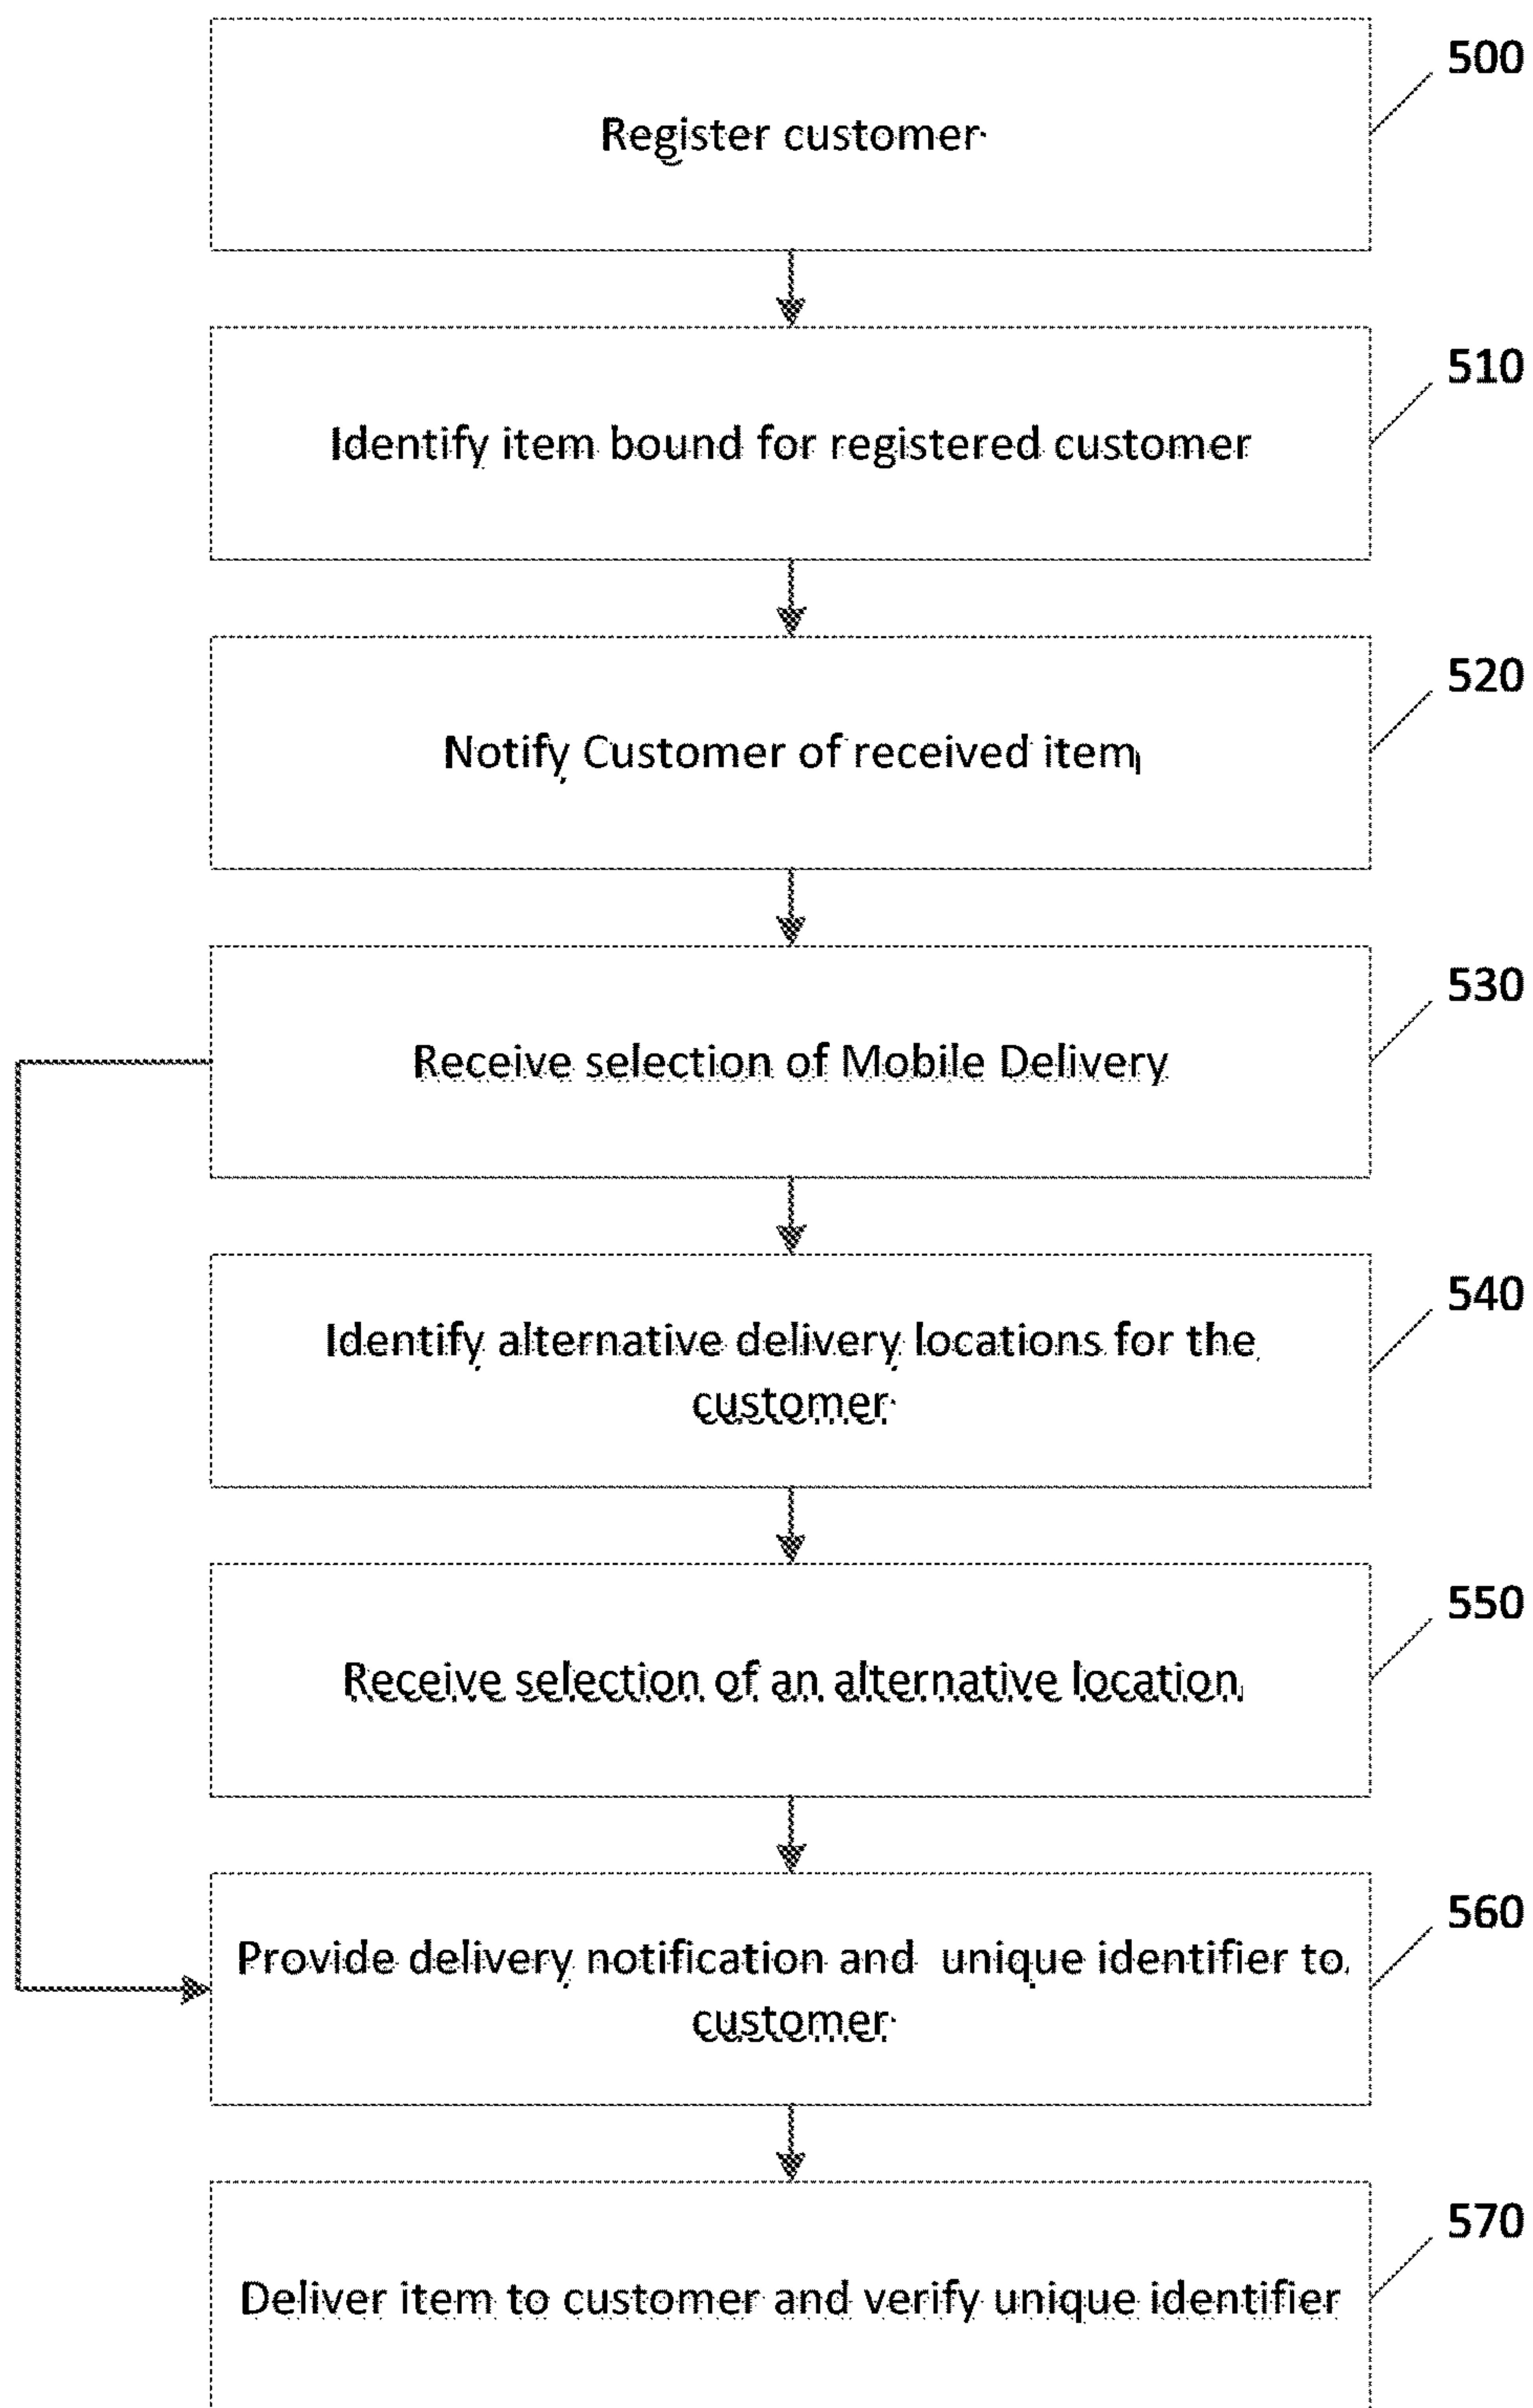 500
Register customer
510
Identify item bound for registered customer
520
Notify Customer of received item
530
Receive selection of Mobile Delivery
540
Identify alternative delivery locations for the
customer
550
Receive selection of an alternative location
560
Provide delivery notification and unique identifier to
customer
570
Deliver item to customer and verify unique identifier